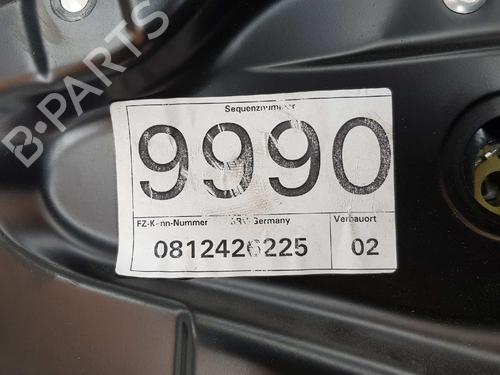 B-PARTS
Sequenznummer
9990
FZ-Kenn-Nummer Germany Verbauort
0812426225 02